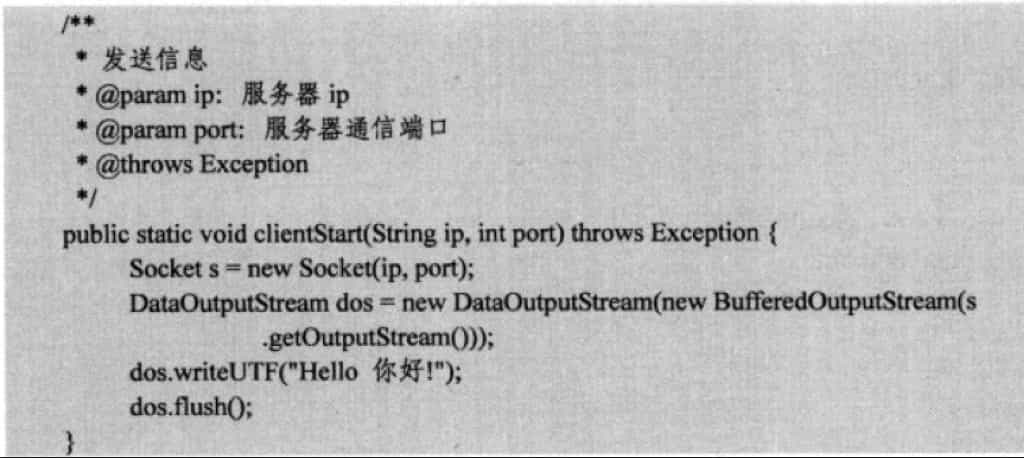 /**
* 发送信息
* @param ip: 服务器 ip
* @param port: 服务器通信端口
* @throws Exception
*/
public static void clientStart(String ip, int port) throws Exception {
Socket s = new Socket(ip, port);
DataOutputStream dos = new DataOutputStream(new BufferedOutputStream(s
.getOutputStream()));
dos.writeUTF("Hello 你好!");
dos.flush();
}